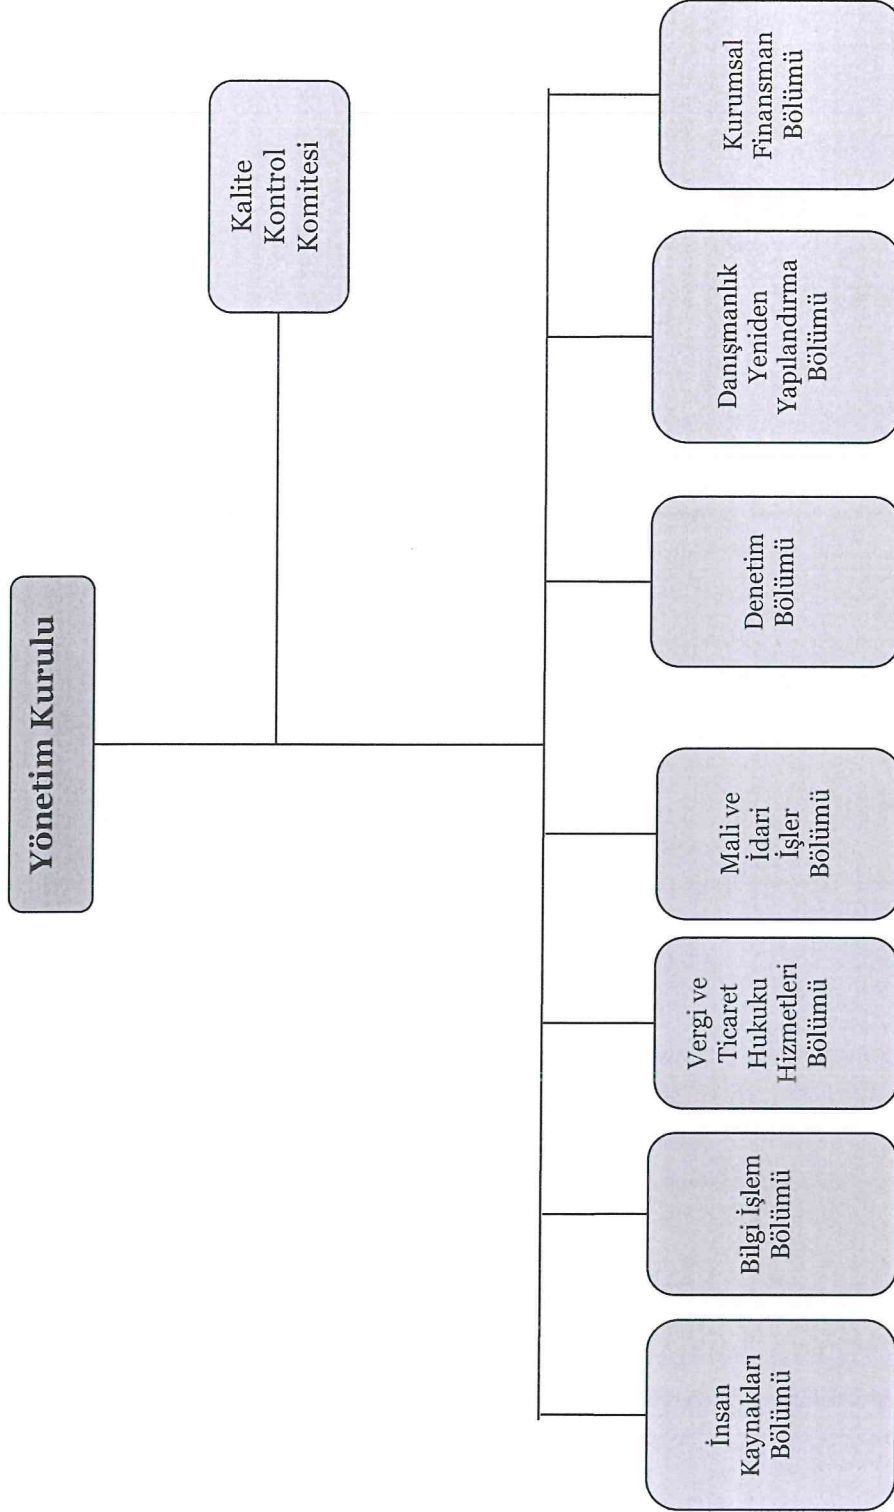 Yönetim Kurulu
Kalite
Kontrol
Komitesi
İnsan
Kaynakları
Bölümü
Bilgi İşlem
Bölümü
Vergi ve
Ticaret
Hukuku
Hizmetleri
Bölümü
Mali ve
İdari
İşler
Bölümü
Denetim
Bölümü
Danışmanlık
Yeniden
Yapılandırma
Bölümü
Kurumsal
Finansman
Bölümü